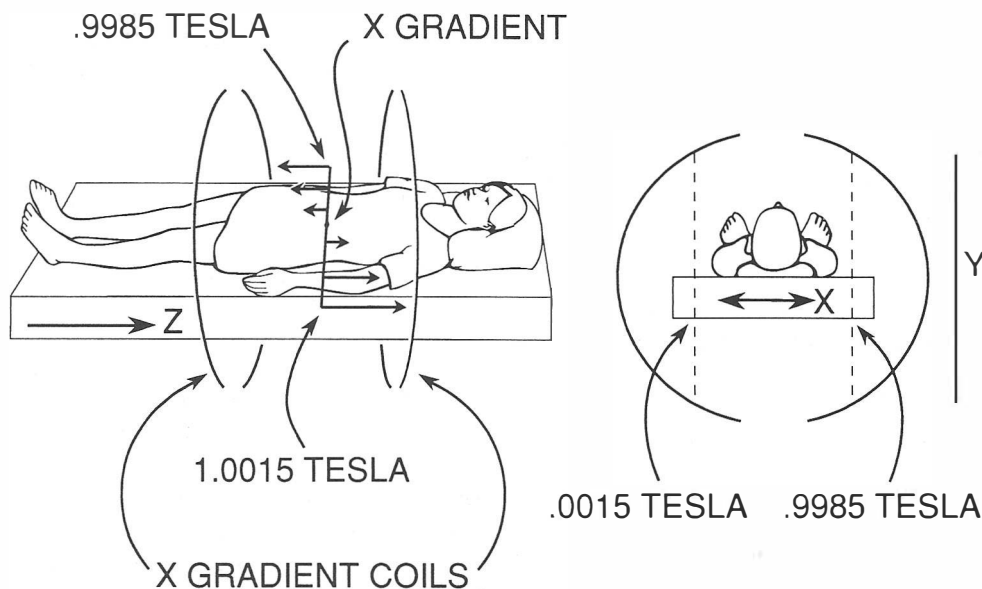 .9985 TESLA
X GRADIENT
Z
1.0015 TESLA
X GRADIENT COILS
Y
X
.0015 TESLA
.9985 TESLA